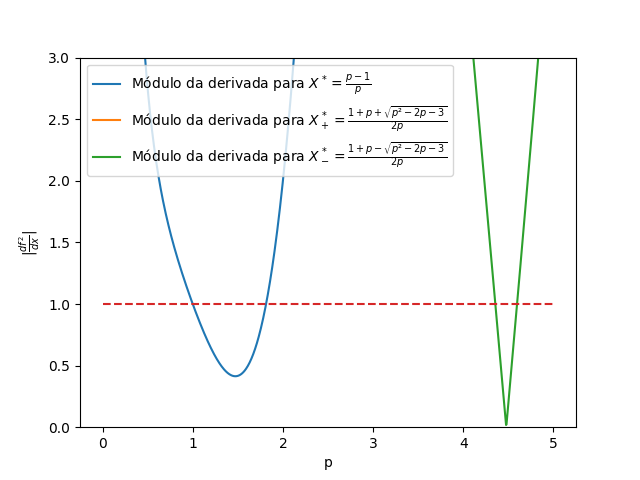 3.0
2.5
2.0
1.5
1.0
0.5
0.0
|df²/dx|
Módulo da derivada para X* = (p−1)/p
Módulo da derivada para X*₊ = (1+p+√(p²−2p−3))/(2p)
Módulo da derivada para X*₋ = (1+p−√(p²−2p−3))/(2p)
0 1 2 3 4 5
p